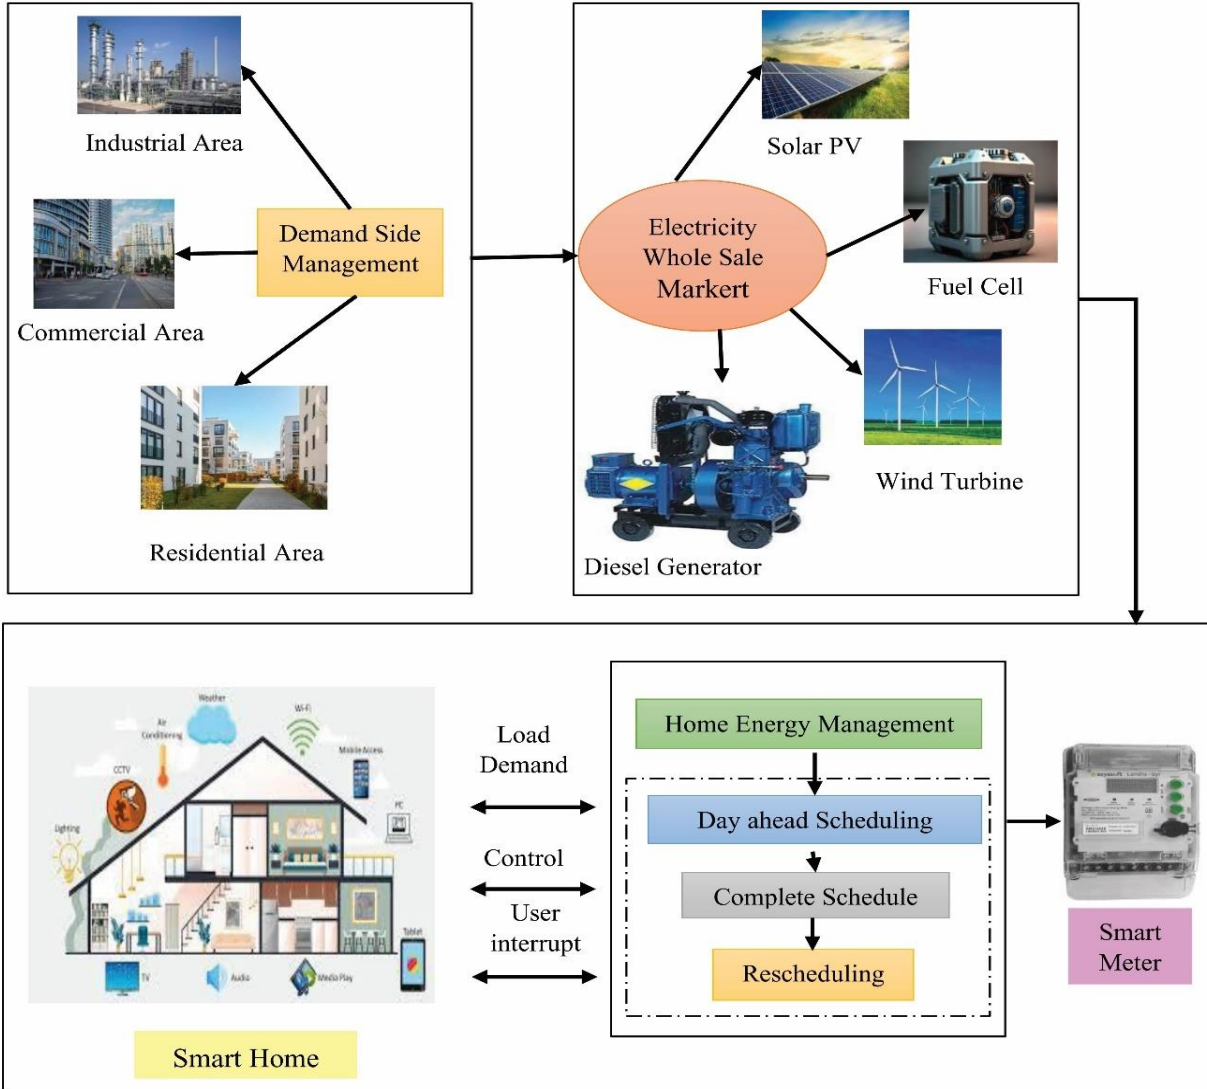 Industrial Area
Demand Side
Management
Commercial Area
Residential Area
Solar PV
Electricity
Whole Sale
Markert
Fuel Cell
Wind Turbine
Diesel Generator
Weather
Wi-Fi
Air
Conditioning
Mobile Access
CCTV
PC
Lighting
Tablet
TV
Audio
Media Play
Smart Home
Load
Demand
Control
User
interrupt
Home Energy Management
Day ahead Scheduling
Complete Schedule
Rescheduling
Smart
Meter